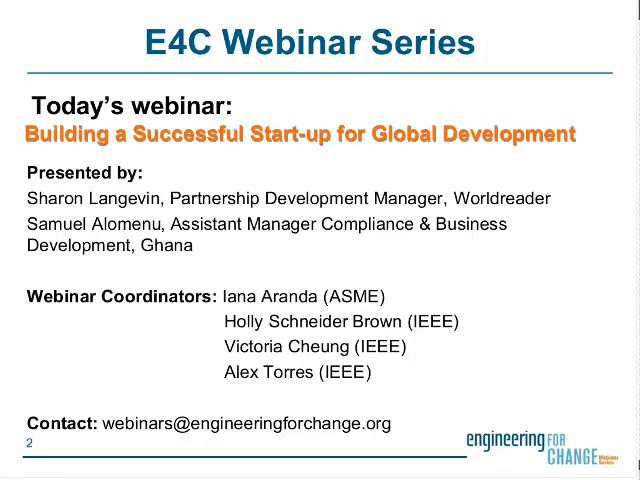 E4C Webinar Series
Today’s webinar:
Building a Successful Start-up for Global Development
Presented by:
Sharon Langevin, Partnership Development Manager, Worldreader
Samuel Alomenu, Assistant Manager Compliance & Business
Development, Ghana
Webinar Coordinators: Iana Aranda (ASME)
Holly Schneider Brown (IEEE)
Victoria Cheung (IEEE)
Alex Torres (IEEE)
Contact: webinars@engineeringforchange.org
2
engineering FOR
CHANGE Webinar
Series